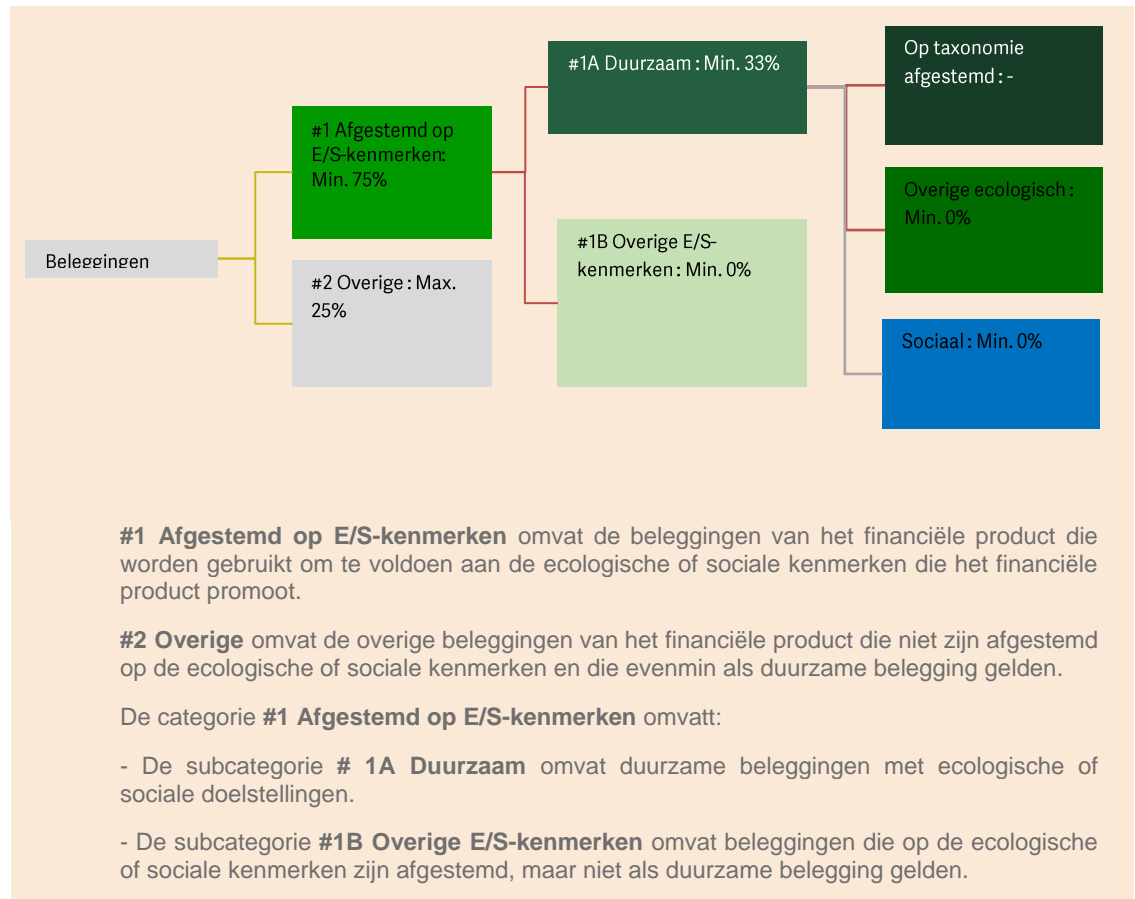 Beleggingen
#1 Afgestemd op
E/S-kenmerken:
Min. 75%
#2 Overige : Max.
25%
#1A Duurzaam : Min. 33%
#1B Overige E/S-
kenmerken : Min. 0%
Op taxonomie
afgestemd : -
Overige ecologisch :
Min. 0%
Sociaal : Min. 0%
#1 Afgestemd op E/S-kenmerken omvat de beleggingen van het financiële product die
worden gebruikt om te voldoen aan de ecologische of sociale kenmerken die het financiële
product promoot.
#2 Overige omvat de overige beleggingen van het financiële product die niet zijn afgestemd
op de ecologische of sociale kenmerken en die evenmin als duurzame belegging gelden.
De categorie #1 Afgestemd op E/S-kenmerken omvatt:
- De subcategorie # 1A Duurzaam omvat duurzame beleggingen met ecologische of
sociale doelstellingen.
- De subcategorie #1B Overige E/S-kenmerken omvat beleggingen die op de ecologische
of sociale kenmerken zijn afgestemd, maar niet als duurzame belegging gelden.